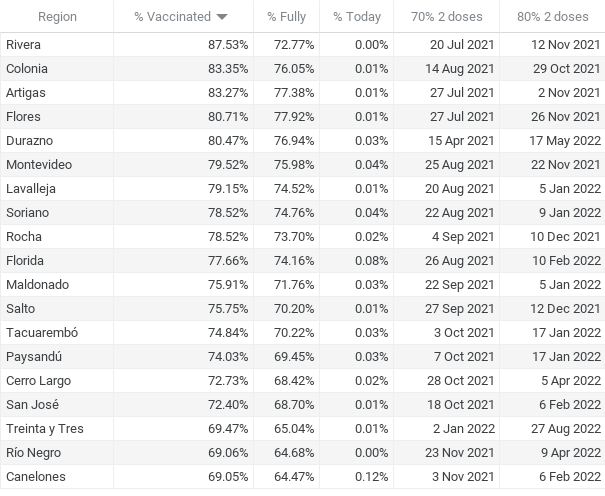 Region % Vaccinated % Fully % Today 70% 2 doses 80% 2 doses
Rivera 87.53% 72.77% 0.00% 20 Jul 2021 12 Nov 2021
Colonia 83.35% 76.05% 0.01% 14 Aug 2021 29 Oct 2021
Artigas 83.27% 77.38% 0.01% 27 Jul 2021 2 Nov 2021
Flores 80.71% 77.92% 0.01% 27 Jul 2021 26 Nov 2021
Durazno 80.47% 76.94% 0.03% 15 Apr 2021 17 May 2022
Montevideo 79.52% 75.98% 0.04% 25 Aug 2021 22 Nov 2021
Lavalleja 79.15% 74.52% 0.01% 20 Aug 2021 5 Jan 2022
Soriano 78.52% 74.76% 0.04% 22 Aug 2021 9 Jan 2022
Rocha 78.52% 73.70% 0.02% 4 Sep 2021 10 Dec 2021
Florida 77.66% 74.16% 0.08% 26 Aug 2021 10 Feb 2022
Maldonado 75.91% 71.76% 0.03% 22 Sep 2021 5 Jan 2022
Salto 75.75% 70.20% 0.01% 27 Sep 2021 12 Dec 2021
Tacuarembó 74.84% 70.22% 0.03% 3 Oct 2021 17 Jan 2022
Paysandú 74.03% 69.45% 0.03% 7 Oct 2021 17 Jan 2022
Cerro Largo 72.73% 68.42% 0.02% 28 Oct 2021 5 Apr 2022
San José 72.40% 68.70% 0.01% 18 Oct 2021 6 Feb 2022
Treinta y Tres 69.47% 65.04% 0.01% 2 Jan 2022 27 Aug 2022
Río Negro 69.06% 64.68% 0.00% 23 Nov 2021 9 Apr 2022
Canelones 69.05% 64.47% 0.12% 3 Nov 2021 6 Feb 2022